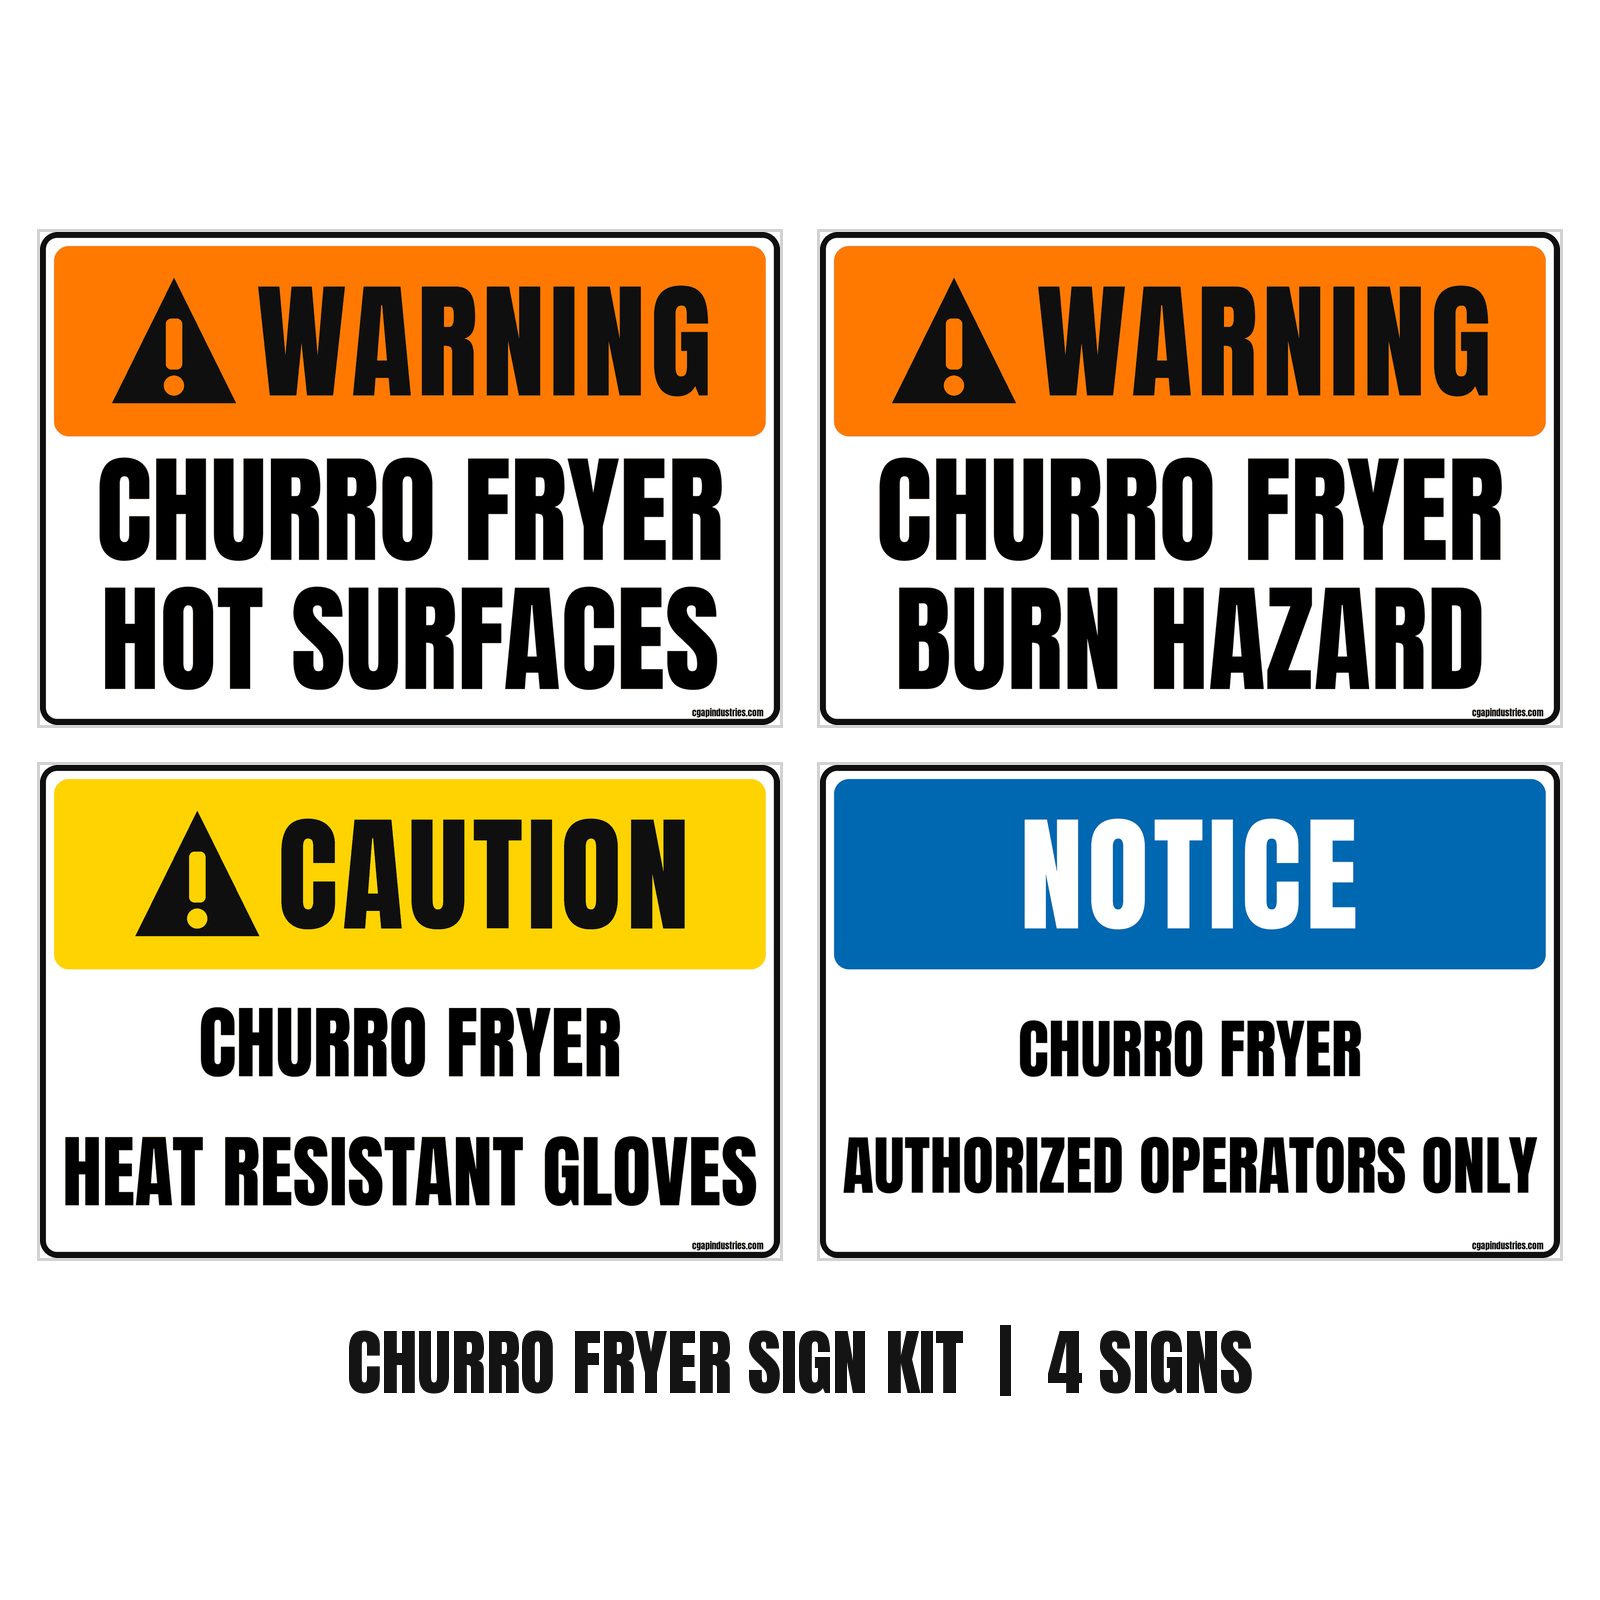 WARNING
CHURRO FRYER
HOT SURFACES
cgapindustries.com
WARNING
CHURRO FRYER
BURN HAZARD
cgapindustries.com
CAUTION
CHURRO FRYER
HEAT RESISTANT GLOVES
cgapindustries.com
NOTICE
CHURRO FRYER
AUTHORIZED OPERATORS ONLY
cgapindustries.com
CHURRO FRYER SIGN KIT | 4 SIGNS